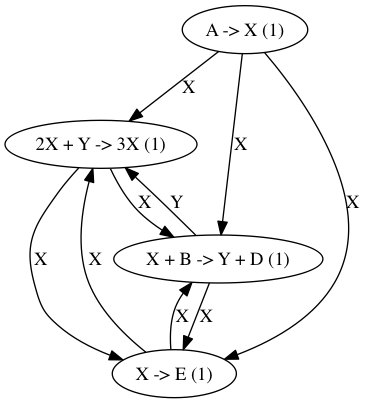 A -> X (1)
X
2X + Y -> 3X (1)
X
X
X
Y
X + B -> Y + D (1)
X
X
X
X
X -> E (1)